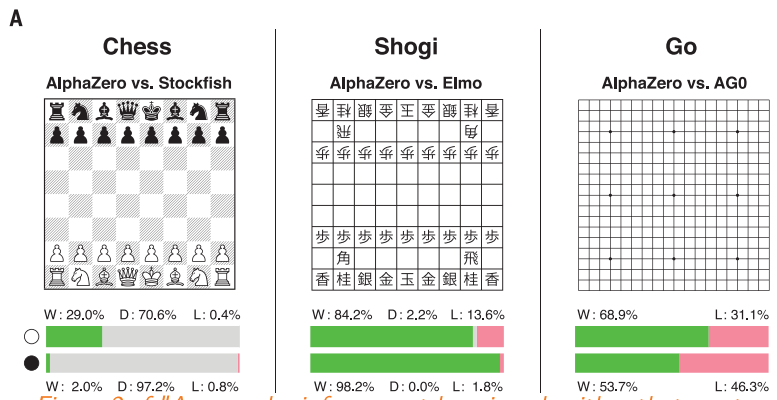 A
Chess
AlphaZero vs. Stockfish
W: 29.0% D: 70.6% L: 0.4%
W: 2.0% D: 97.2% L: 0.8%
Shogi
AlphaZero vs. Elmo
香 桂 銀 金 王 金 銀 桂 香
飛 角
歩 歩 歩 歩 歩 歩 歩 歩 歩
歩 歩 歩 歩 歩 歩 歩 歩 歩
角 飛
香 桂 銀 金 玉 金 銀 桂 香
W: 84.2% D: 2.2% L: 13.6%
W: 98.2% D: 0.0% L: 1.8%
Go
AlphaZero vs. AG0
W: 68.9% L: 31.1%
W: 53.7% L: 46.3%